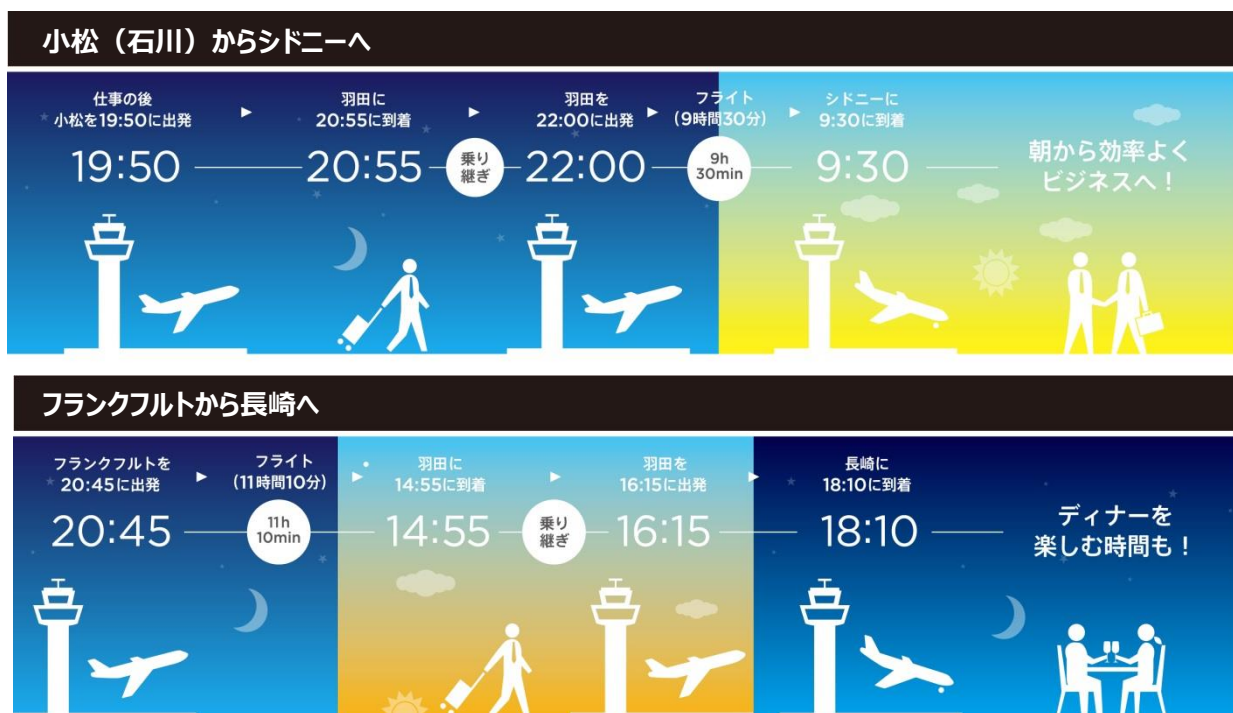 小松（石川）からシドニーへ
仕事の後
小松を19:50に出発
▶
羽田に
20:55に到着
▶
羽田を
22:00に出発
▶
フライト
(9時間30分)
▶
シドニーに
9:30に到着
19:50
20:55
乗り
継ぎ
22:00
9h
30min
9:30
朝から効率よく
ビジネスへ！
フランクフルトから長崎へ
フランクフルトを
20:45に出発
▶
フライト
(11時間10分)
▶
羽田に
14:55に到着
▶
羽田を
16:15に出発
▶
長崎に
18:10に到着
20:45
11h
10min
14:55
乗り
継ぎ
16:15
18:10
ディナーを
楽しむ時間も！